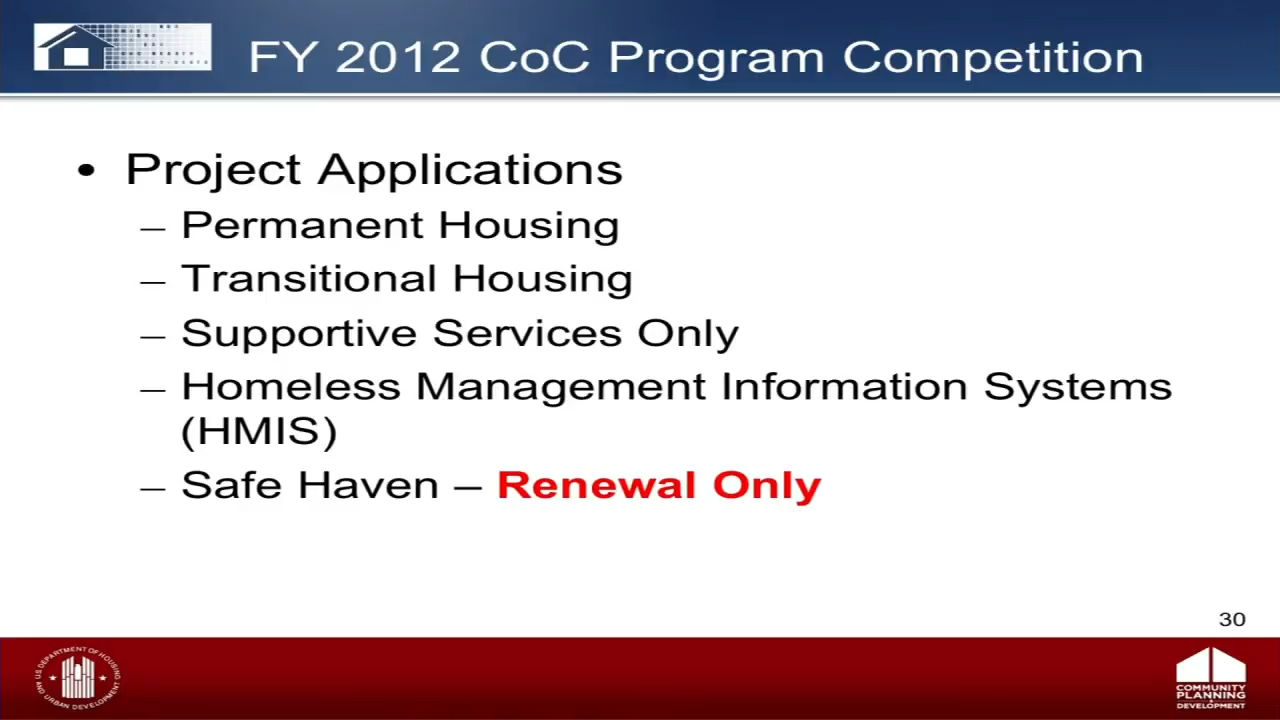 FY 2012 CoC Program Competition
• Project Applications
– Permanent Housing
– Transitional Housing
– Supportive Services Only
– Homeless Management Information Systems
(HMIS)
– Safe Haven – Renewal Only
30
U.S. DEPARTMENT OF HOUSING
AND URBAN DEVELOPMENT
COMMUNITY
PLANNING
DEVELOPMENT